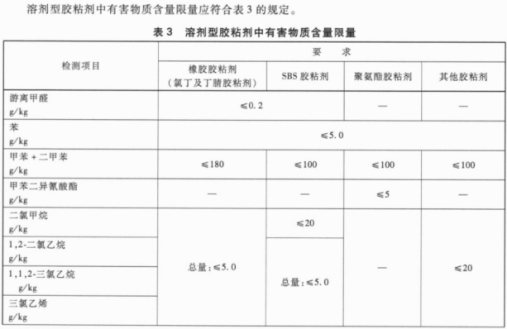 溶剂型胶粘剂中有害物质含量限量应符合表3的规定。
表3 溶剂型胶粘剂中有害物质含量限量
检测项目
要 求
橡胶胶粘剂
(氯丁及丁腈胶粘剂)
SBS胶粘剂
聚氨酯胶粘剂
其他胶粘剂
游离甲醛
g/kg
≤0.2
—
—
苯
g/kg
≤5.0
甲苯+二甲苯
g/kg
≤180
≤100
≤100
≤100
甲苯二异氰酸酯
g/kg
—
—
≤5
—
二氯甲烷
g/kg
总量:≤5.0
≤20
—
≤20
1,2-二氯乙烷
g/kg
总量:≤5.0
1,1,2-三氯乙烷
g/kg
三氯乙烯
g/kg